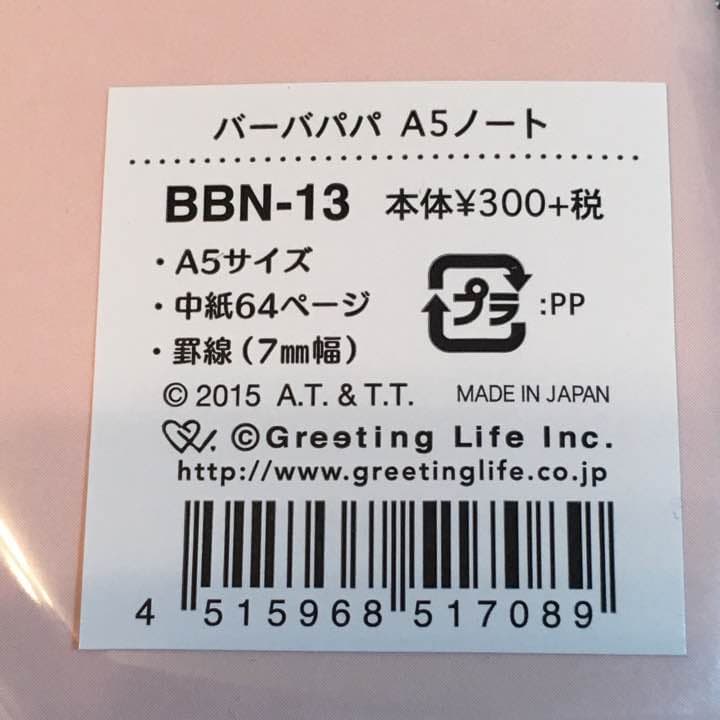 バーバパパ A5ノート
BBN-13 本体¥300+税
・A5サイズ
・中紙64ページ
・罫線(7㎜幅)
プラ :PP
© 2015 A.T. & T.T. MADE IN JAPAN
©Greeting Life Inc.
http://www.greetinglife.co.jp
4 515968 517089